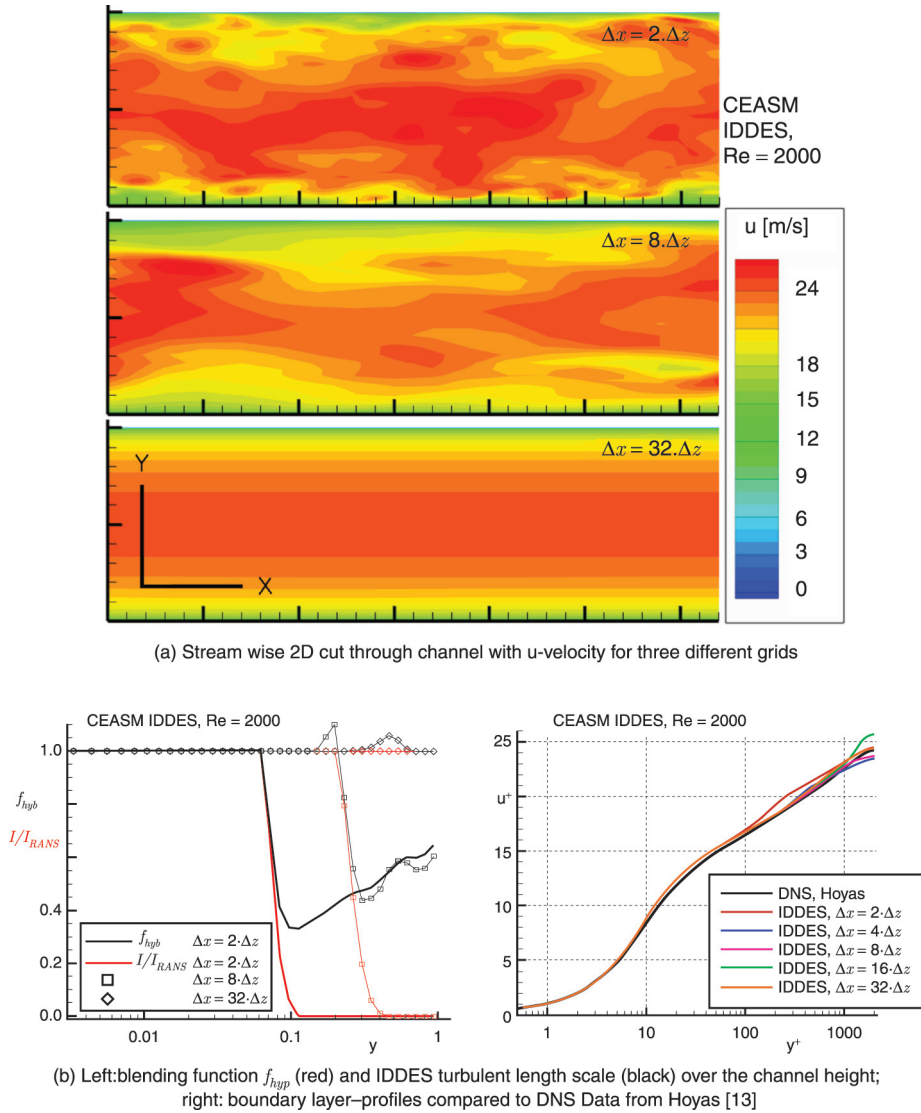 Δx = 2.Δz
CEASM
IDDES,
Re = 2000
Δx = 8.Δz
u [m/s]
24
18
15
12
9
6
3
0
Δx = 32.Δz
Y
X
(a) Stream wise 2D cut through channel with u-velocity for three different grids
CEASM IDDES, Re = 2000
1.0
f_hyb
I/I_RANS
0.4
0.0
f_hyb Δx = 2·Δz
I/I_RANS Δx = 2·Δz
Δx = 8·Δz
Δx = 32·Δz
0.01 0.1 1
y
CEASM IDDES, Re = 2000
25
u+
15
10
5
0
DNS, Hoyas
IDDES, Δx = 2·Δz
IDDES, Δx = 4·Δz
IDDES, Δx = 8·Δz
IDDES, Δx = 16·Δz
IDDES, Δx = 32·Δz
1 10 100 1000
y+
(b) Left:blending function f_hyp (red) and IDDES turbulent length scale (black) over the channel height;
right: boundary layer–profiles compared to DNS Data from Hoyas [13]